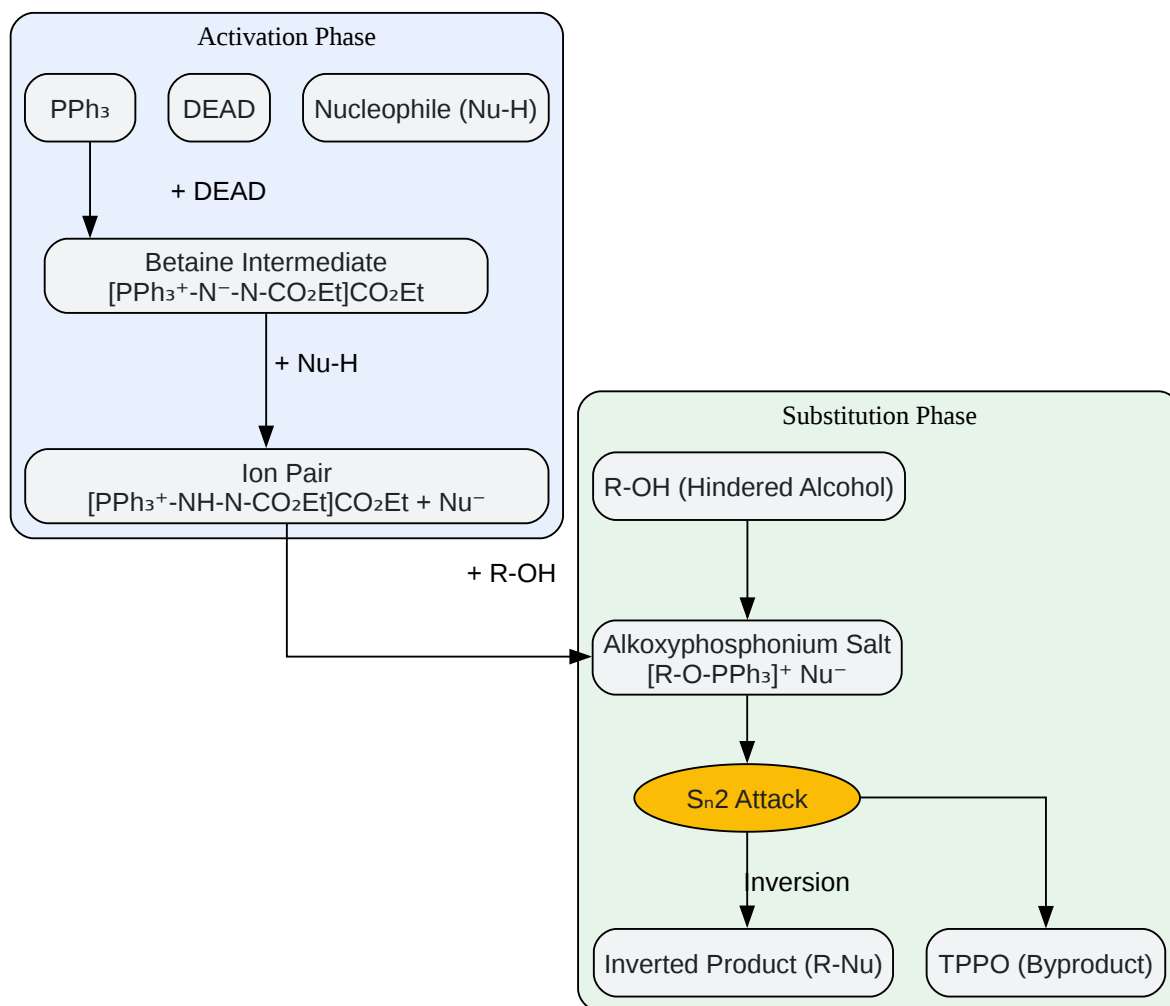 Activation Phase
PPh₃
DEAD
Nucleophile (Nu-H)
+ DEAD
Betaine Intermediate
[PPh₃⁺-N⁻-N-CO₂Et]CO₂Et
+ Nu-H
Ion Pair
[PPh₃⁺-NH-N-CO₂Et]CO₂Et + Nu⁻
+ R-OH
Substitution Phase
R-OH (Hindered Alcohol)
Alkoxyphosphonium Salt
[R-O-PPh₃]⁺ Nu⁻
Sₙ2 Attack
Inversion
Inverted Product (R-Nu)
TPPO (Byproduct)